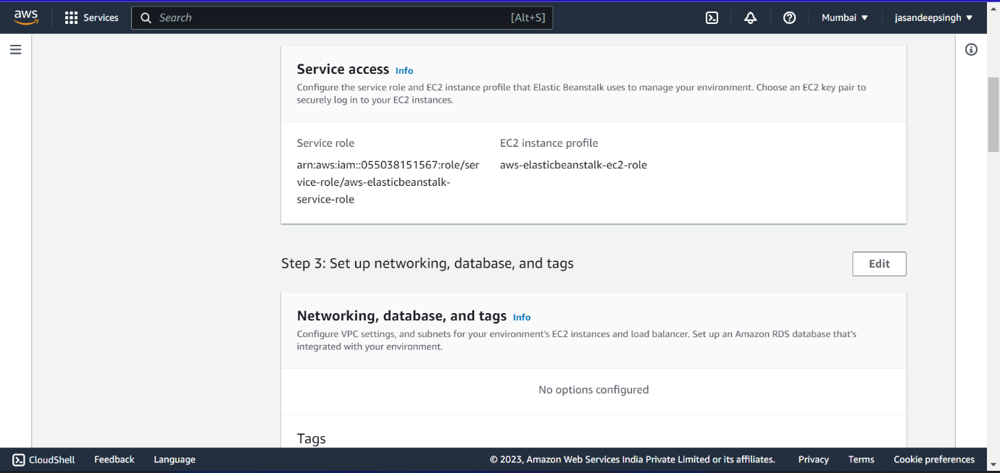 aws
Services
Search
[Alt+S]
Mumbai
jasandeepsingh
Service access Info
Configure the service role and EC2 instance profile that Elastic Beanstalk uses to manage your environment. Choose an EC2 key pair to
securely log in to your EC2 instances.
Service role
EC2 instance profile
arn:aws:iam::055038151567:role/ser
vice-role/aws-elasticbeanstalk-
service-role
aws-elasticbeanstalk-ec2-role
Step 3: Set up networking, database, and tags
Edit
Networking, database, and tags Info
Configure VPC settings, and subnets for your environment's EC2 instances and load balancer. Set up an Amazon RDS database that's
integrated with your environment.
No options configured
Tags
CloudShell
Feedback
Language
© 2023, Amazon Web Services India Private Limited or its affiliates.
Privacy
Terms
Cookie preferences